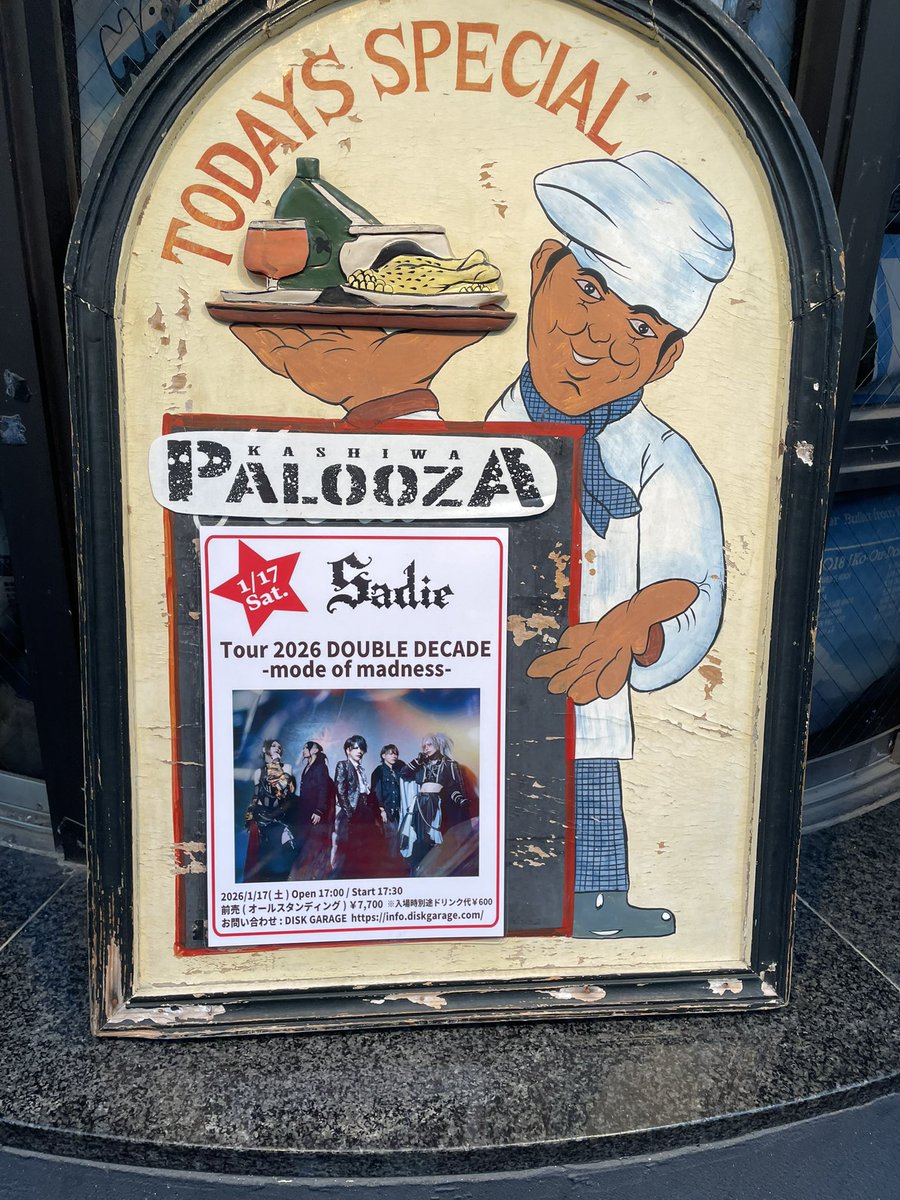 TODAYS SPECIAL
KASHIWA
PALOOZA
1/17
Sat.
Sadie
Tour 2026 DOUBLE DECADE
-mode of madness-
2026/1/17( 土 ) Open 17:00 / Start 17:30
前売 ( オールスタンディング ) ¥7,700 ※入場時別途ドリンク代¥600
お問い合わせ : DISK GARAGE https://info.diskgarage.com/